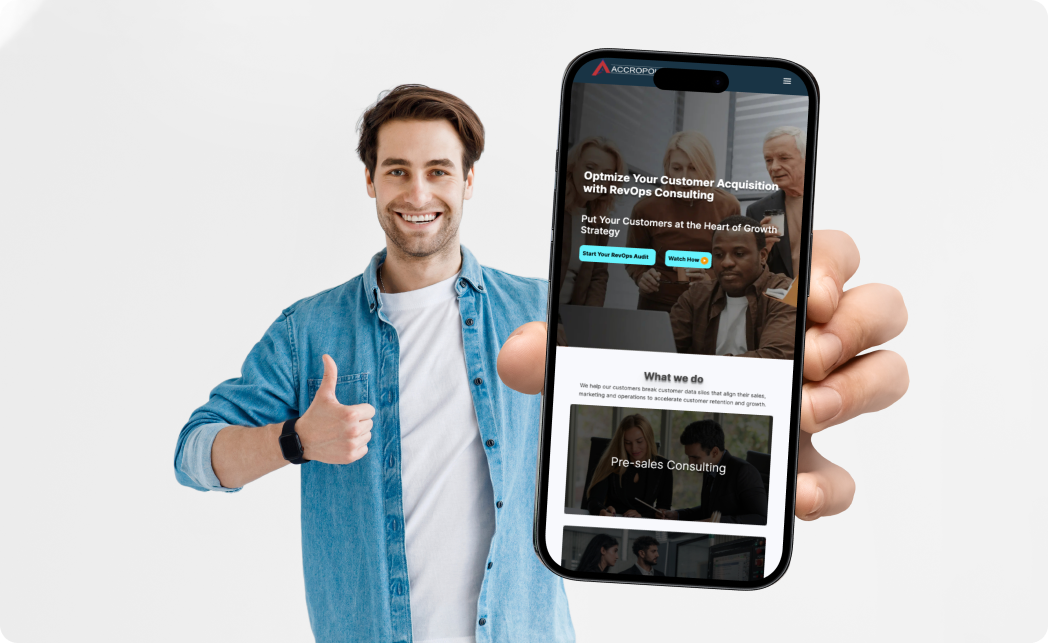 Optmize Your Customer Acquisition
with RevOps Consulting
Put Your Customers at the Heart of Growth
Strategy
Start Your RevOps Audit
Watch How
What we do
We help our customers break customer data silos that align their sales,
marketing and operations to accelerate customer retention and growth.
Pre-sales Consulting